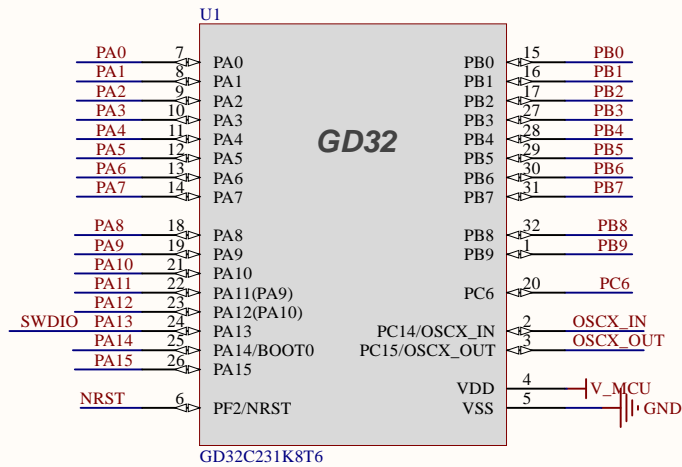 U1
PA0 7 PA0 PB0 15 PB0
PA1 8 PA1 PB1 16 PB1
PA2 9 PA2 PB2 17 PB2
PA3 10 PA3 PB3 27 PB3
PA4 11 PA4 PB4 28 PB4
GD32
PA5 12 PA5 PB5 29 PB5
PA6 13 PA6 PB6 30 PB6
PA7 14 PA7 PB7 31 PB7
PA8 18 PA8 PB8 32 PB8
PA9 19 PA9 PB9 1 PB9
PA10 21 PA10
PA11 22 PA11(PA9) PC6 20 PC6
PA12 23 PA12(PA10)
SWDIO PA13 24 PA13 PC14/OSCX_IN 2 OSCX_IN
PA14 25 PA14/BOOT0 PC15/OSCX_OUT 3 OSCX_OUT
PA15 26 PA15
VDD 4 V_MCU
NRST 6 PF2/NRST VSS 5 GND
GD32C231K8T6